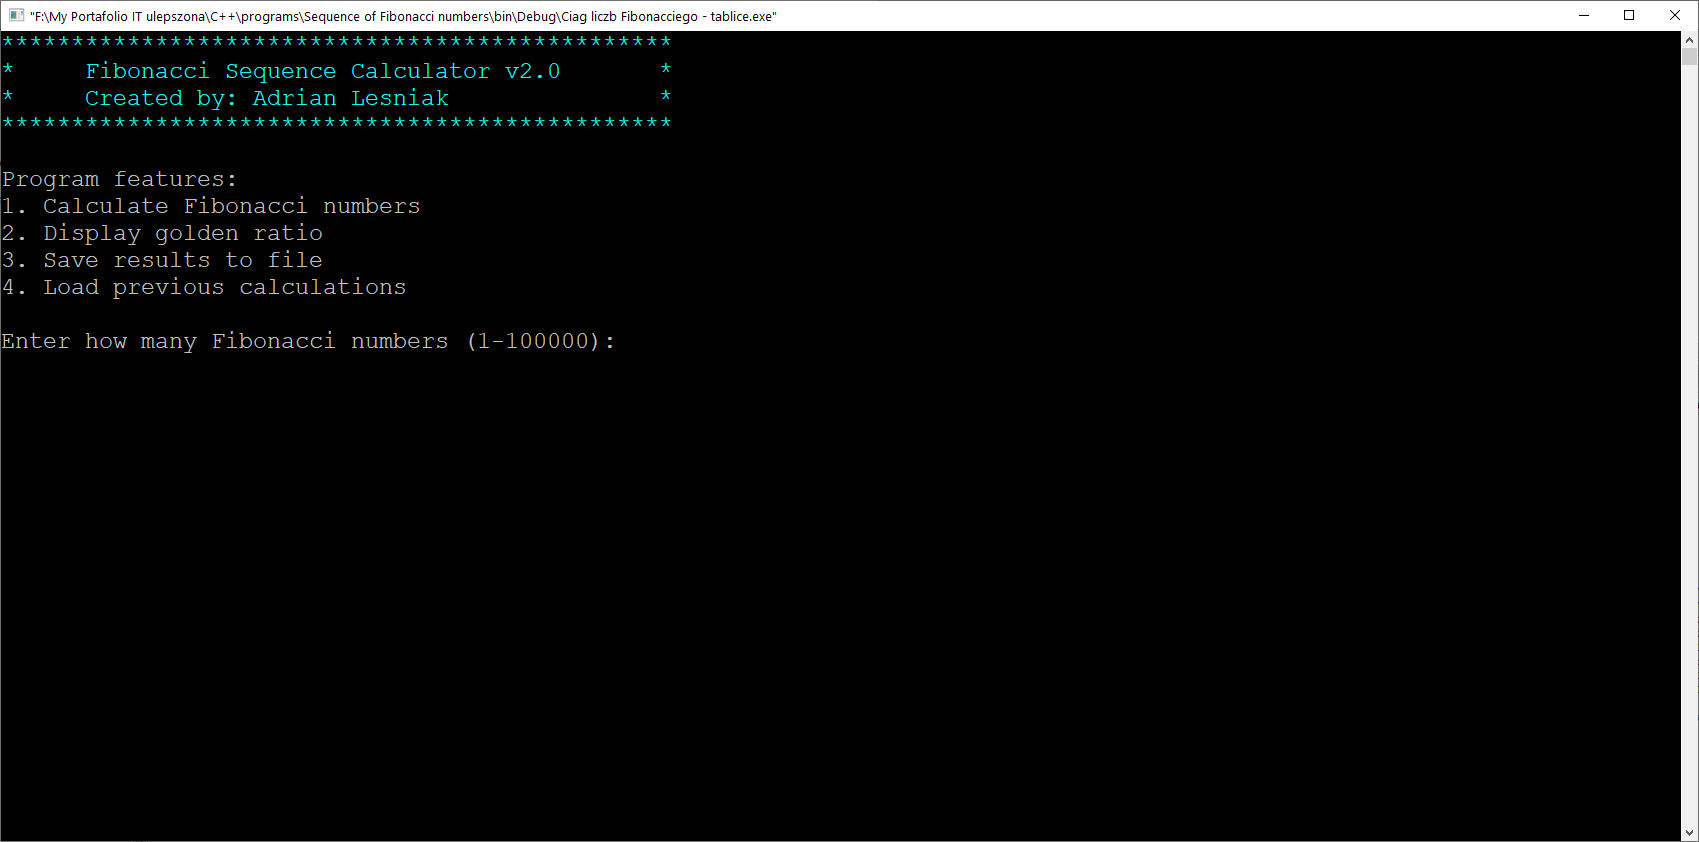 "F:\My Portafolio IT ulepszona\C++\programs\Sequence of Fibonacci numbers\bin\Debug\Ciag liczb Fibonacciego - tablice.exe"
************************************************
*     Fibonacci Sequence Calculator v2.0       *
*     Created by: Adrian Lesniak               *
************************************************
Program features:
1. Calculate Fibonacci numbers
2. Display golden ratio
3. Save results to file
4. Load previous calculations
Enter how many Fibonacci numbers (1-100000):